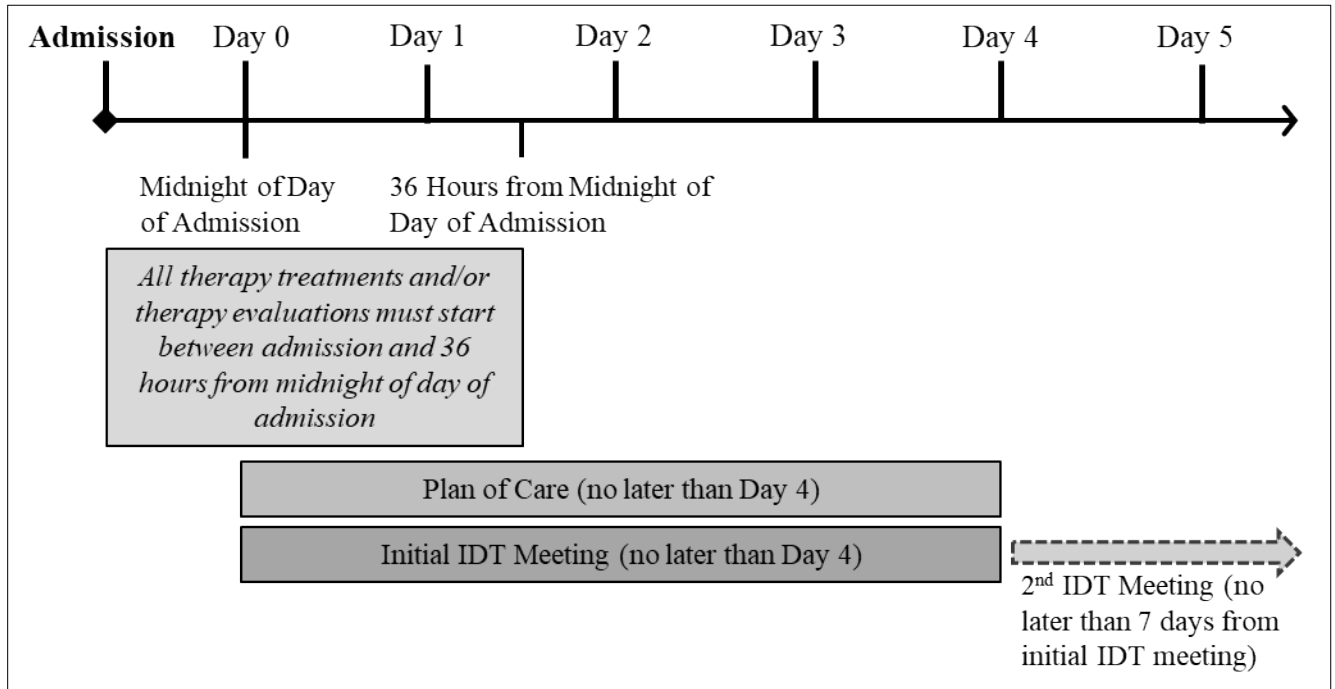 Admission Day 0 Day 1 Day 2 Day 3 Day 4 Day 5
Midnight of Day
of Admission
36 Hours from Midnight of
Day of Admission
All therapy treatments and/or
therapy evaluations must start
between admission and 36
hours from midnight of day of
admission
Plan of Care (no later than Day 4)
Initial IDT Meeting (no later than Day 4)
2nd IDT Meeting (no
later than 7 days from
initial IDT meeting)